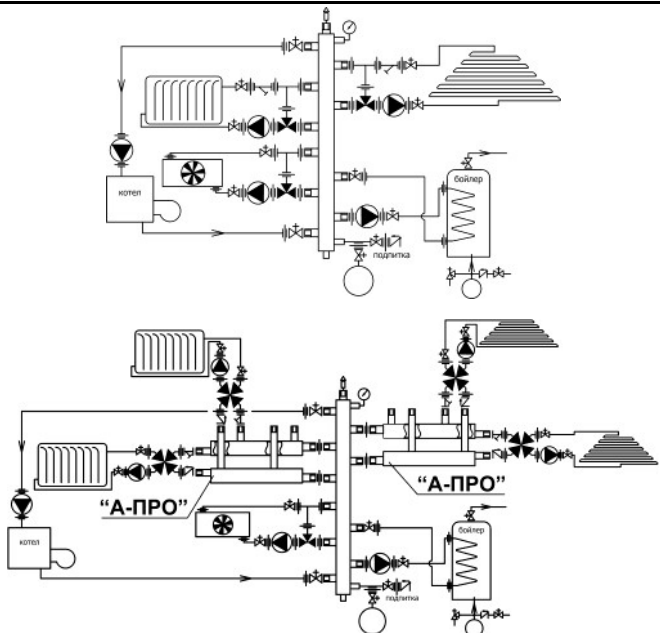 котел
бойлер
подпитка
“А-ПРО”
“А-ПРО”
котел
бойлер
подпитка